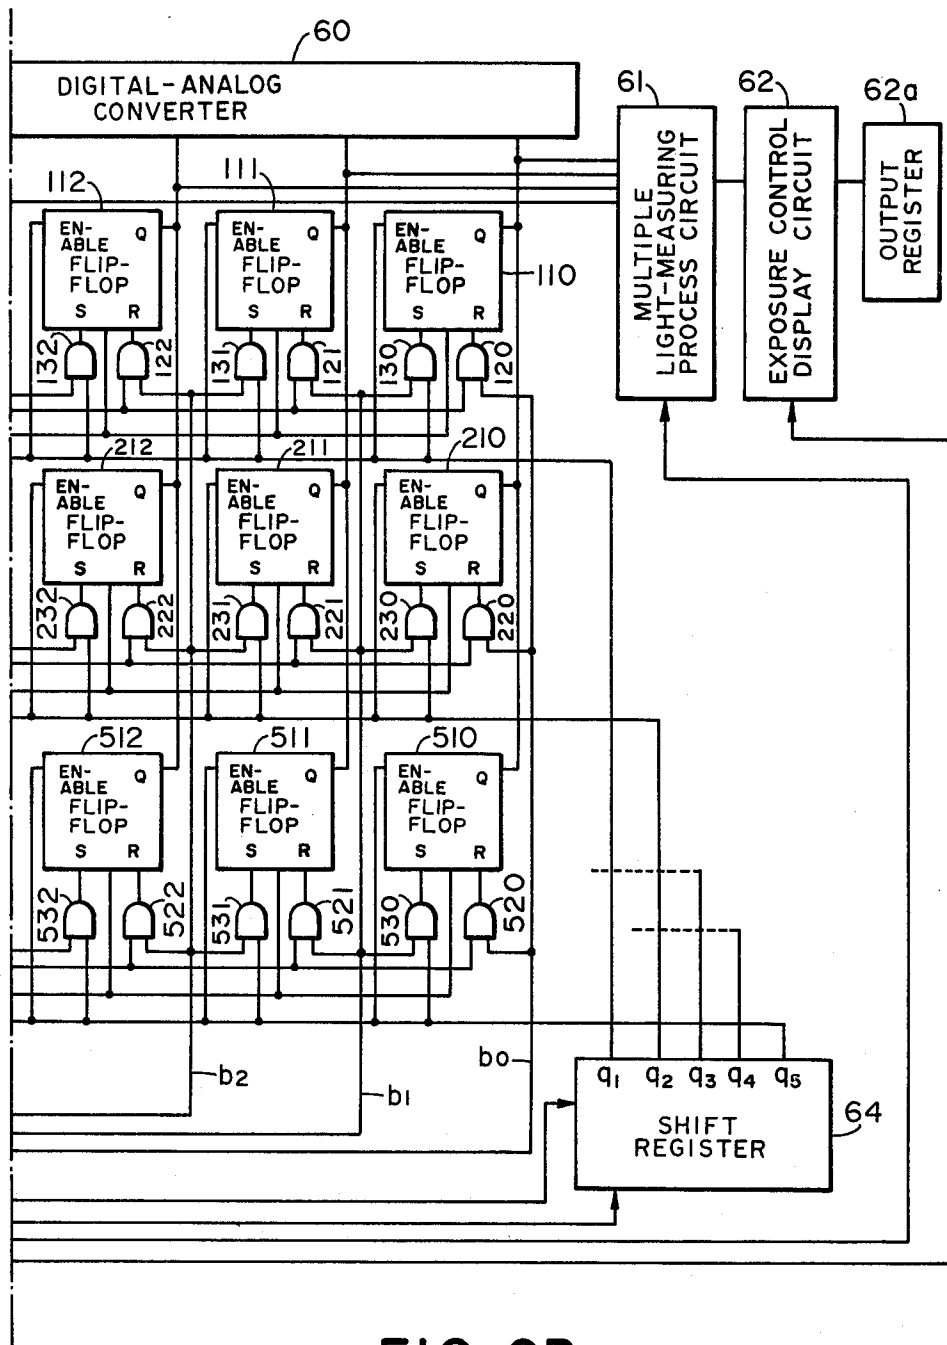 60
DIGITAL-ANALOG
CONVERTER
61
62
62a
MULTIPLE
LIGHT-MEASURING
PROCESS CIRCUIT
EXPOSURE CONTROL
DISPLAY CIRCUIT
OUTPUT
REGISTER
112
111
110
EN-
ABLE
FLIP-
FLOP
Q
S
R
EN-
ABLE
FLIP-
FLOP
Q
S
R
EN-
ABLE
FLIP-
FLOP
Q
S
R
132
122
131
121
130
120
212
211
210
EN-
ABLE
FLIP-
FLOP
Q
S
R
EN-
ABLE
FLIP-
FLOP
Q
S
R
EN-
ABLE
FLIP-
FLOP
Q
S
R
232
222
231
221
230
220
512
511
510
EN-
ABLE
FLIP-
FLOP
Q
S
R
EN-
ABLE
FLIP-
FLOP
Q
S
R
EN-
ABLE
FLIP-
FLOP
Q
S
R
532
522
531
521
530
520
b2
b1
b0
q1 q2 q3 q4 q5
SHIFT
REGISTER
64